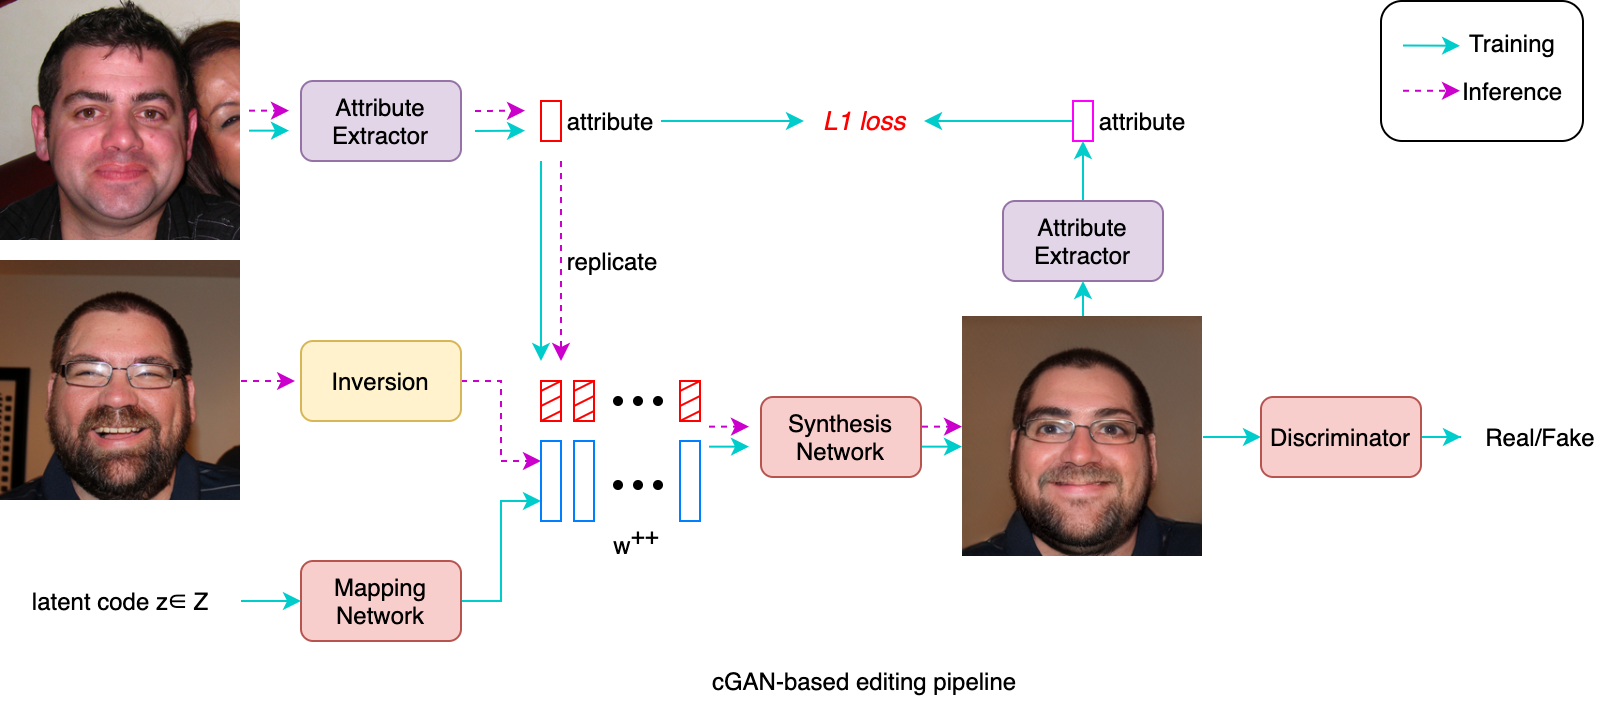 Training
Inference
Attribute
Extractor
attribute
L1 loss
attribute
Attribute
Extractor
replicate
Inversion
Synthesis
Network
Discriminator
Real/Fake
w++
latent code z∈ Z
Mapping
Network
cGAN-based editing pipeline